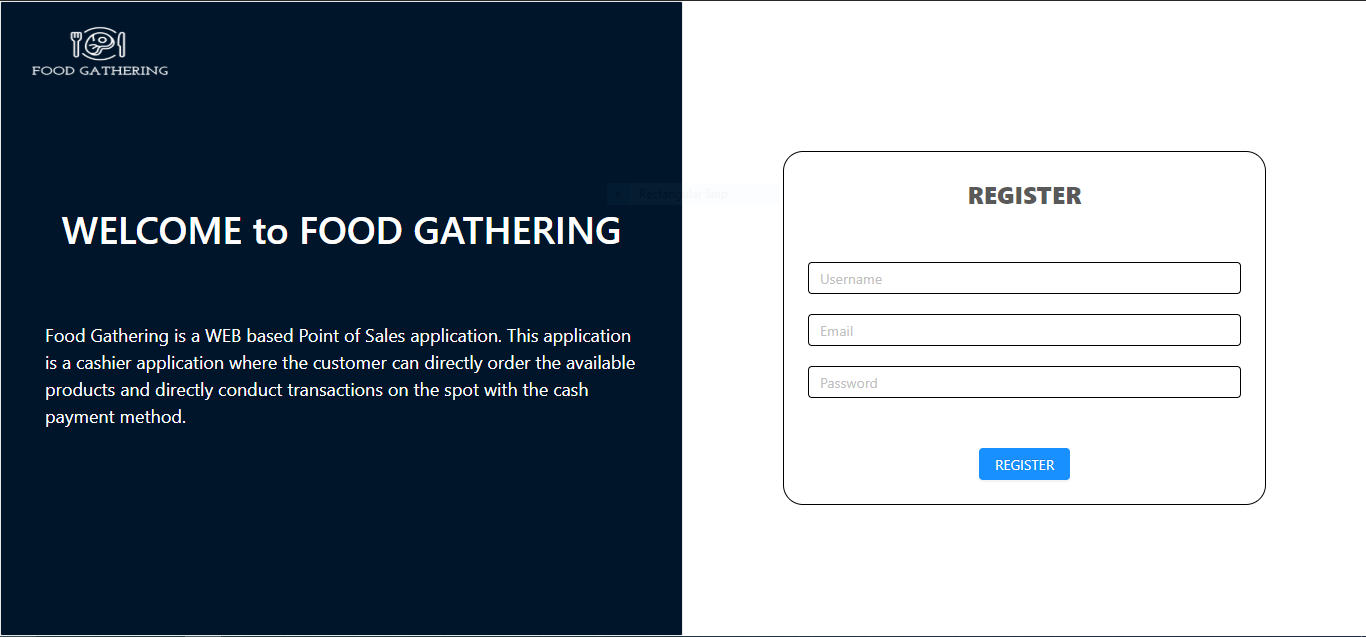 FOOD GATHERING
WELCOME to FOOD GATHERING
Food Gathering is a WEB based Point of Sales application. This application
is a cashier application where the customer can directly order the available
products and directly conduct transactions on the spot with the cash
payment method.
Rectangular Snip
REGISTER
Username
Email
Password
REGISTER